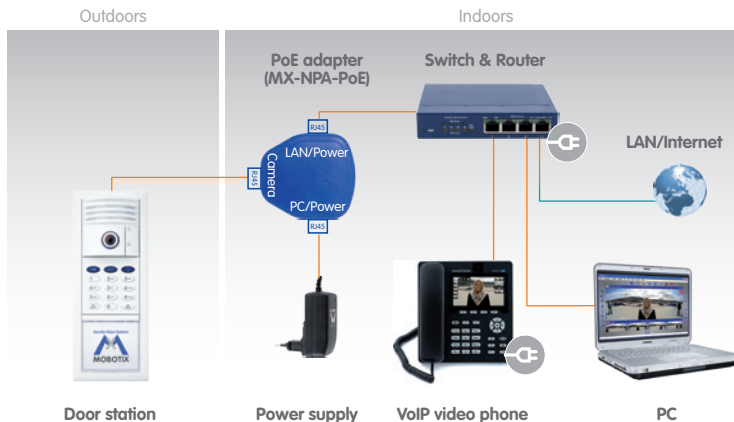 Outdoors
Indoors
PoE adapter
(MX-NPA-PoE)
Switch & Router
RJ45
LAN/Power
Camera
RJ45
PC/Power
RJ45
LAN/Internet
MOBOTIX
Door station
Power supply
VoIP video phone
PC